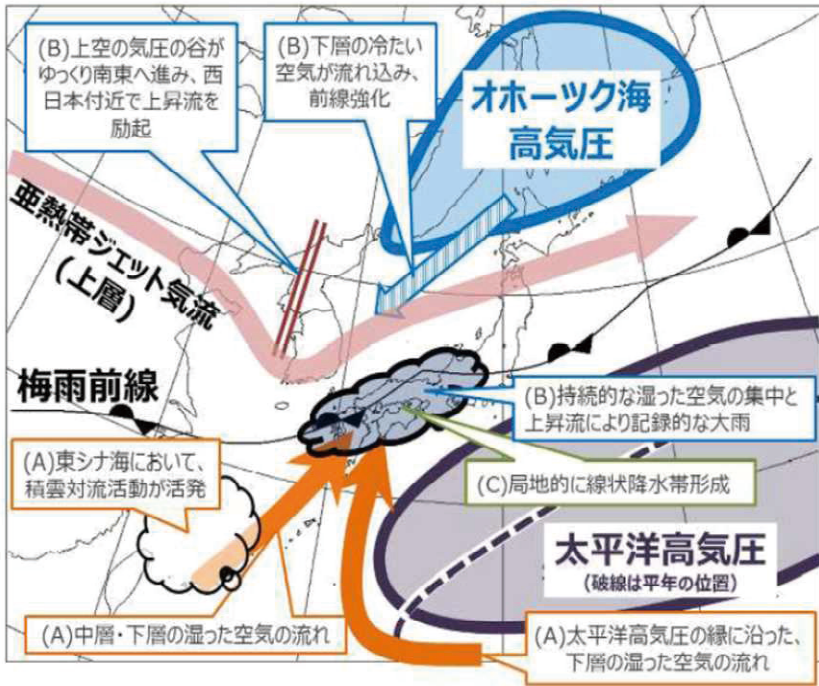 (B)上空の気圧の谷が
ゆっくり南東へ進み、西
日本付近で上昇流を
励起
(B)下層の冷たい
空気が流れ込み、
前線強化
オホーツク海
高気圧
亜熱帯ジェット気流
(上層)
梅雨前線
(B)持続的な湿った空気の集中と
上昇流により記録的な大雨
(A)東シナ海において、
積雲対流活動が活発
(C)局地的に線状降水帯形成
太平洋高気圧
(破線は平年の位置)
(A)中層・下層の湿った空気の流れ
(A)太平洋高気圧の縁に沿った、
下層の湿った空気の流れ